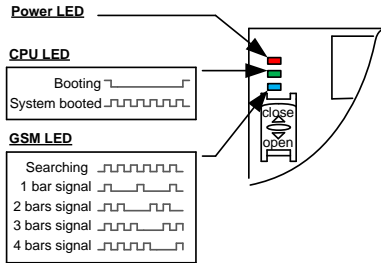 Power LED
CPU LED
Booting
System booted
GSM LED
Searching
1 bar signal
2 bars signal
3 bars signal
4 bars signal
close
open